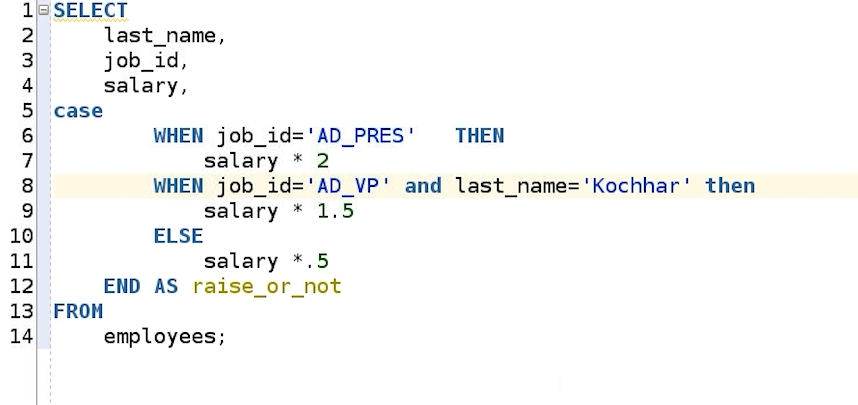 1 SELECT
2     last_name,
3     job_id,
4     salary,
5 case
6         WHEN job_id='AD_PRES'   THEN
7             salary * 2
8         WHEN job_id='AD_VP' and last_name='Kochhar' then
9             salary * 1.5
10         ELSE
11             salary *.5
12     END AS raise_or_not
13 FROM
14     employees;